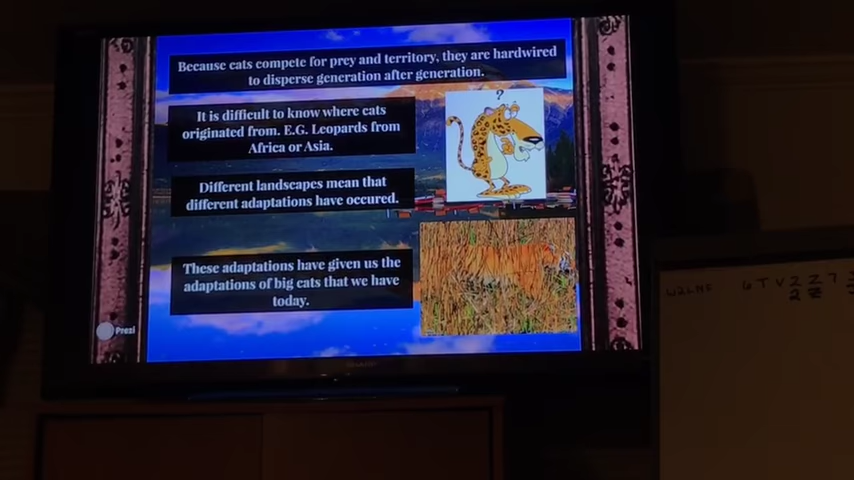 Because cats compete for prey and territory, they are hardwired
to disperse generation after generation.
It is difficult to know where cats
originated from. E.G. Leopards from
Africa or Asia.
?
Different landscapes mean that
different adaptations have occured.
These adaptations have given us the
adaptations of big cats that we have
today.
Prezi